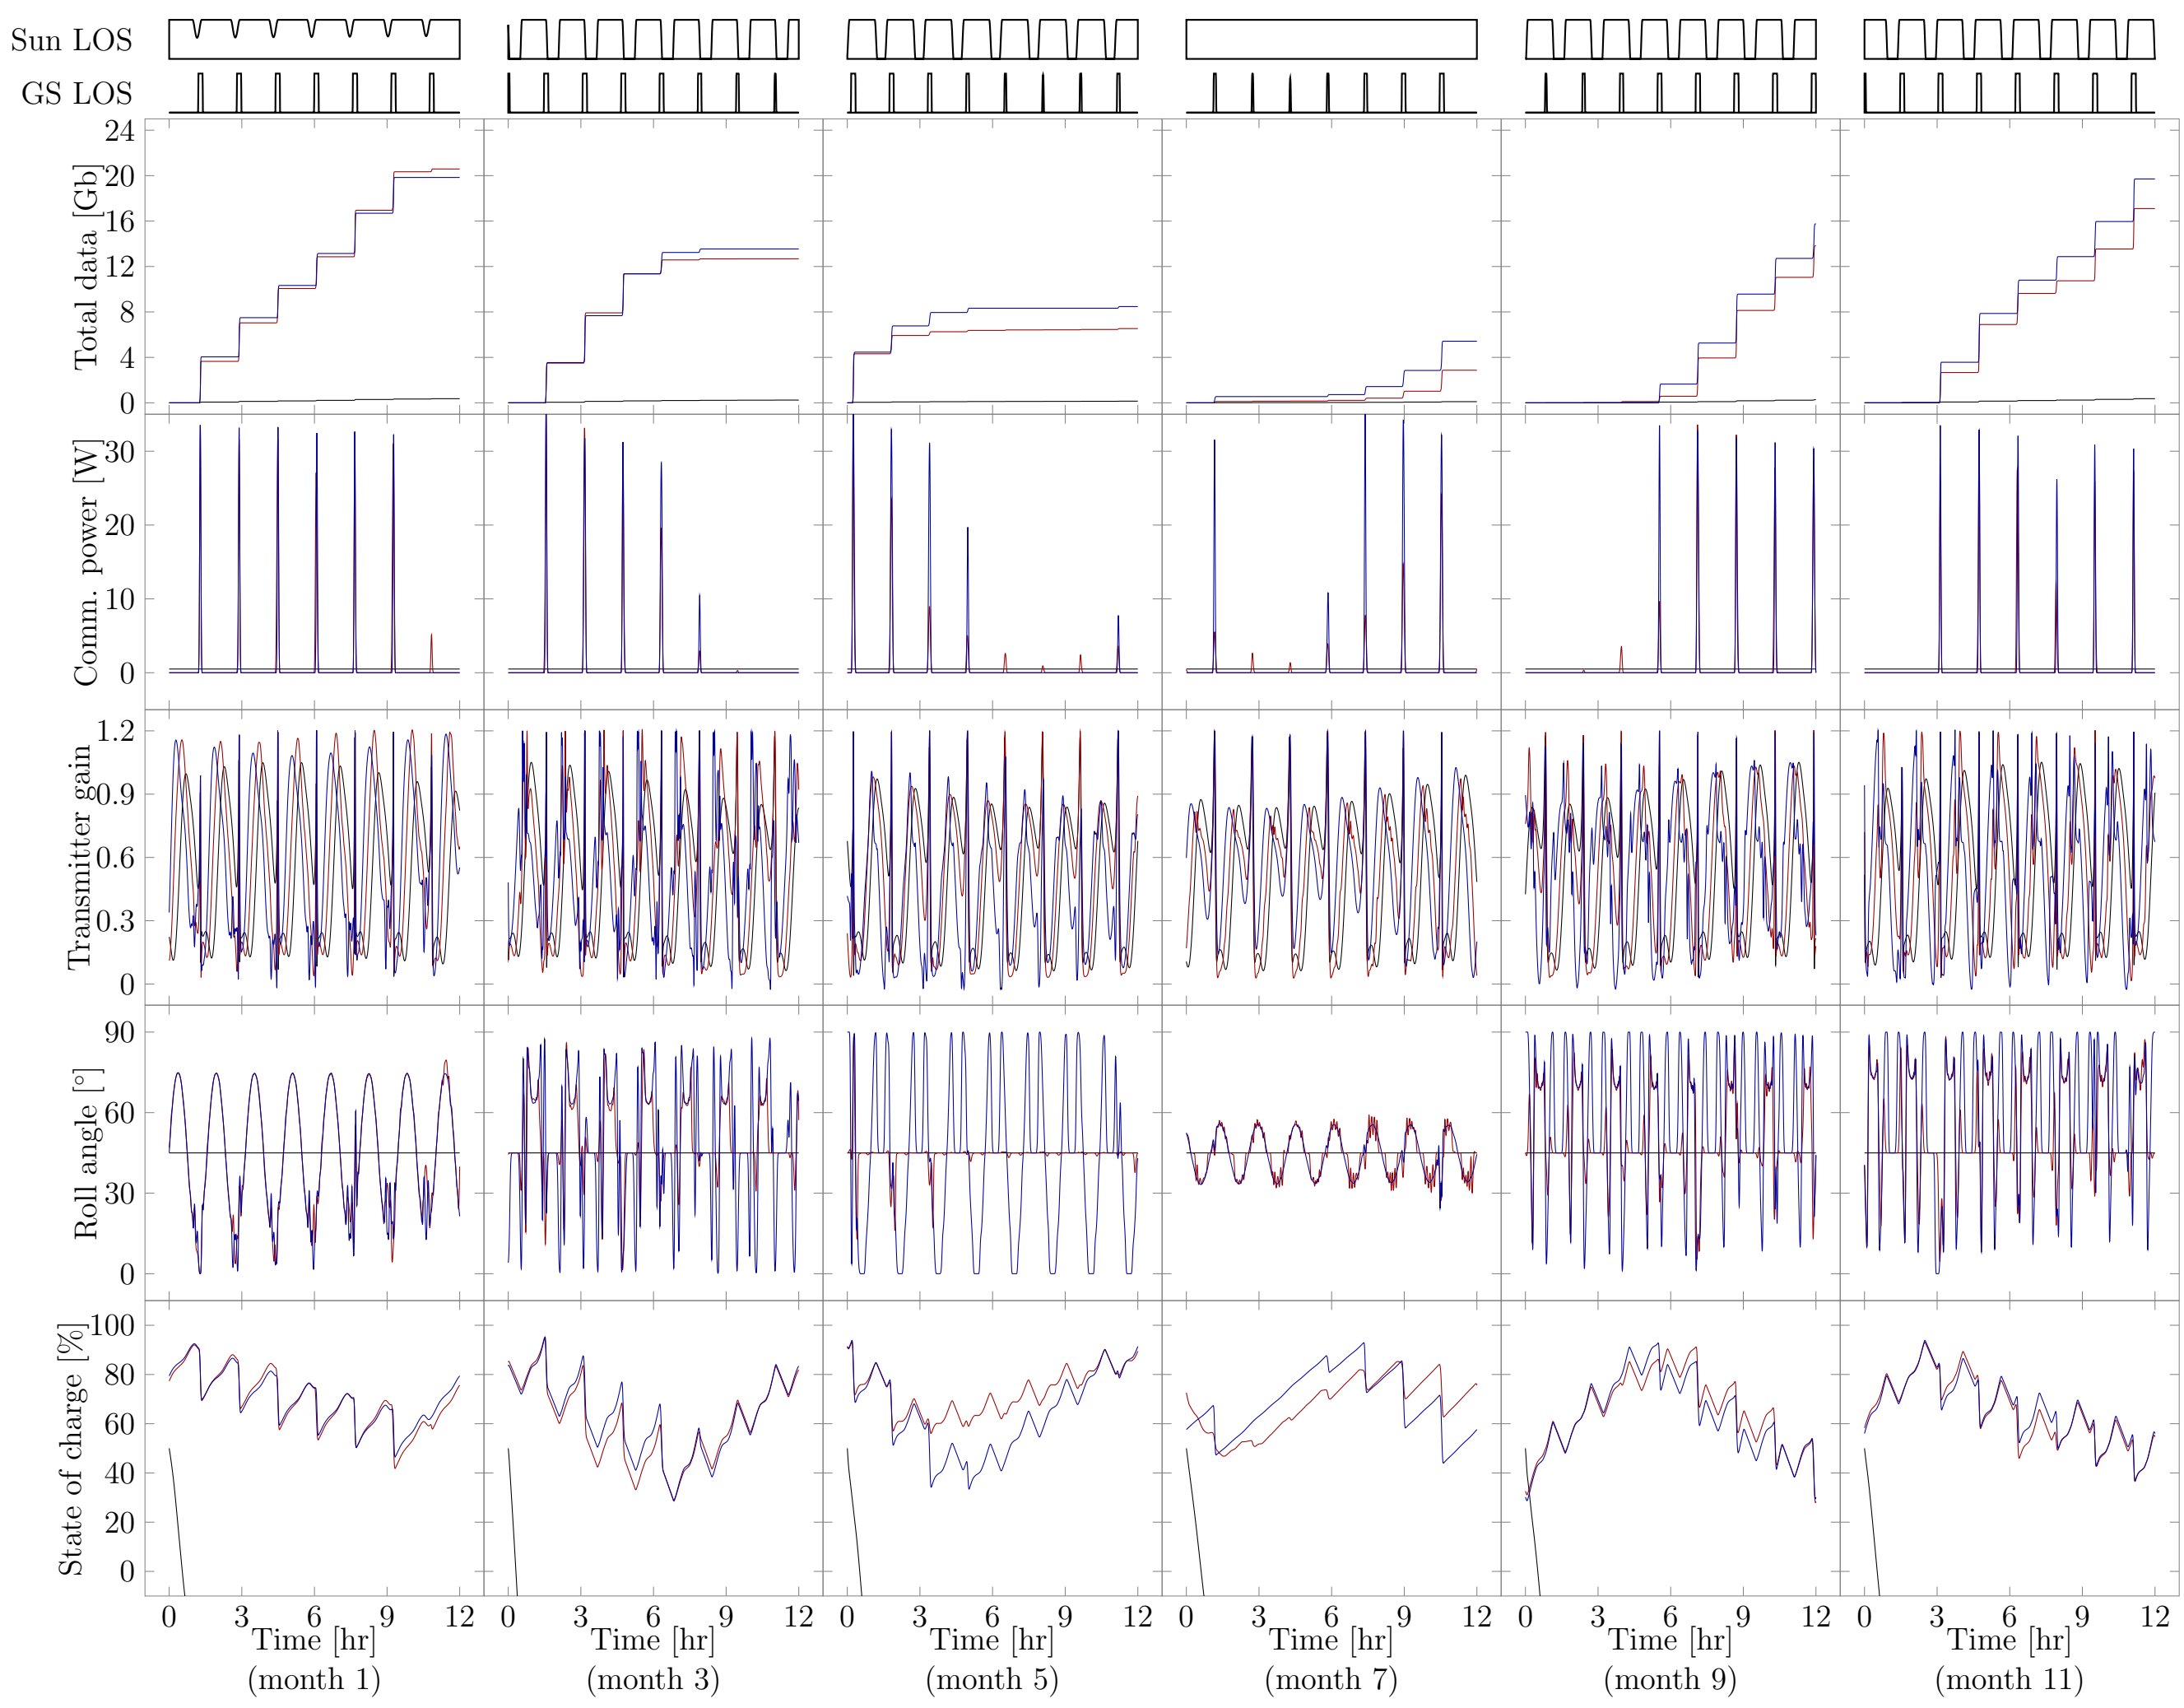 Sun LOS
GS LOS
Total data [Gb]
24
20
16
12
8
4
0
Comm. power [W]
30
20
10
0
Transmitter gain
1.2
0.9
0.6
0.3
0
Roll angle [°]
90
60
30
0
State of charge [%]
100
80
60
40
20
0
0 3 6 9 12 0 3 6 9 12 0 3 6 9 12 0 3 6 9 12 0 3 6 9 12 0 3 6 9 12
Time [hr] Time [hr] Time [hr] Time [hr] Time [hr] Time [hr]
(month 1) (month 3) (month 5) (month 7) (month 9) (month 11)